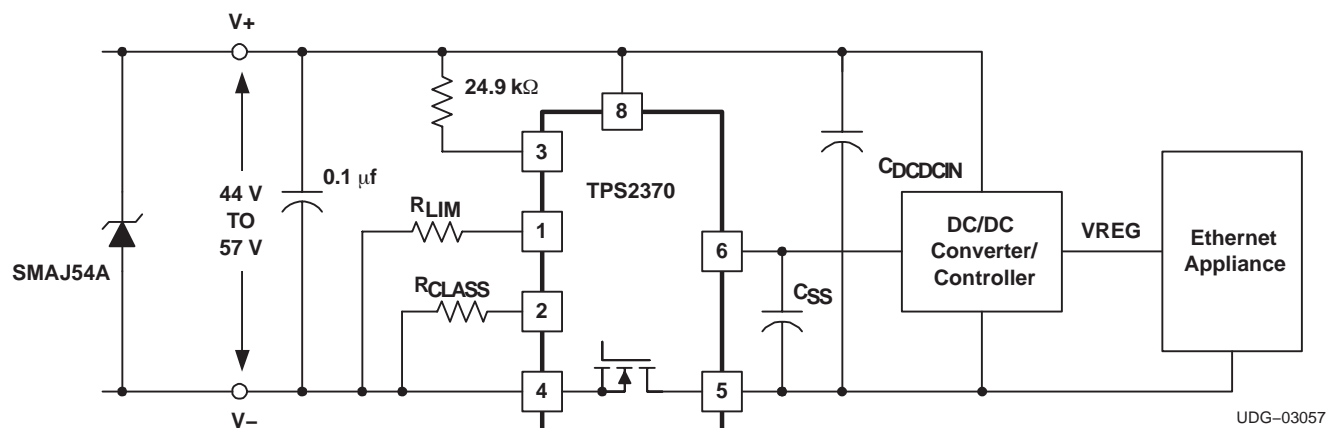 V+
24.9 kΩ
8
3
0.1 μf
CDCDCIN
44 V
TO
57 V
TPS2370
RLIM
1
6
DC/DC
Converter/
Controller
VREG
Ethernet
Appliance
SMAJ54A
RCLASS
2
CSS
4
5
V−
UDG−03057